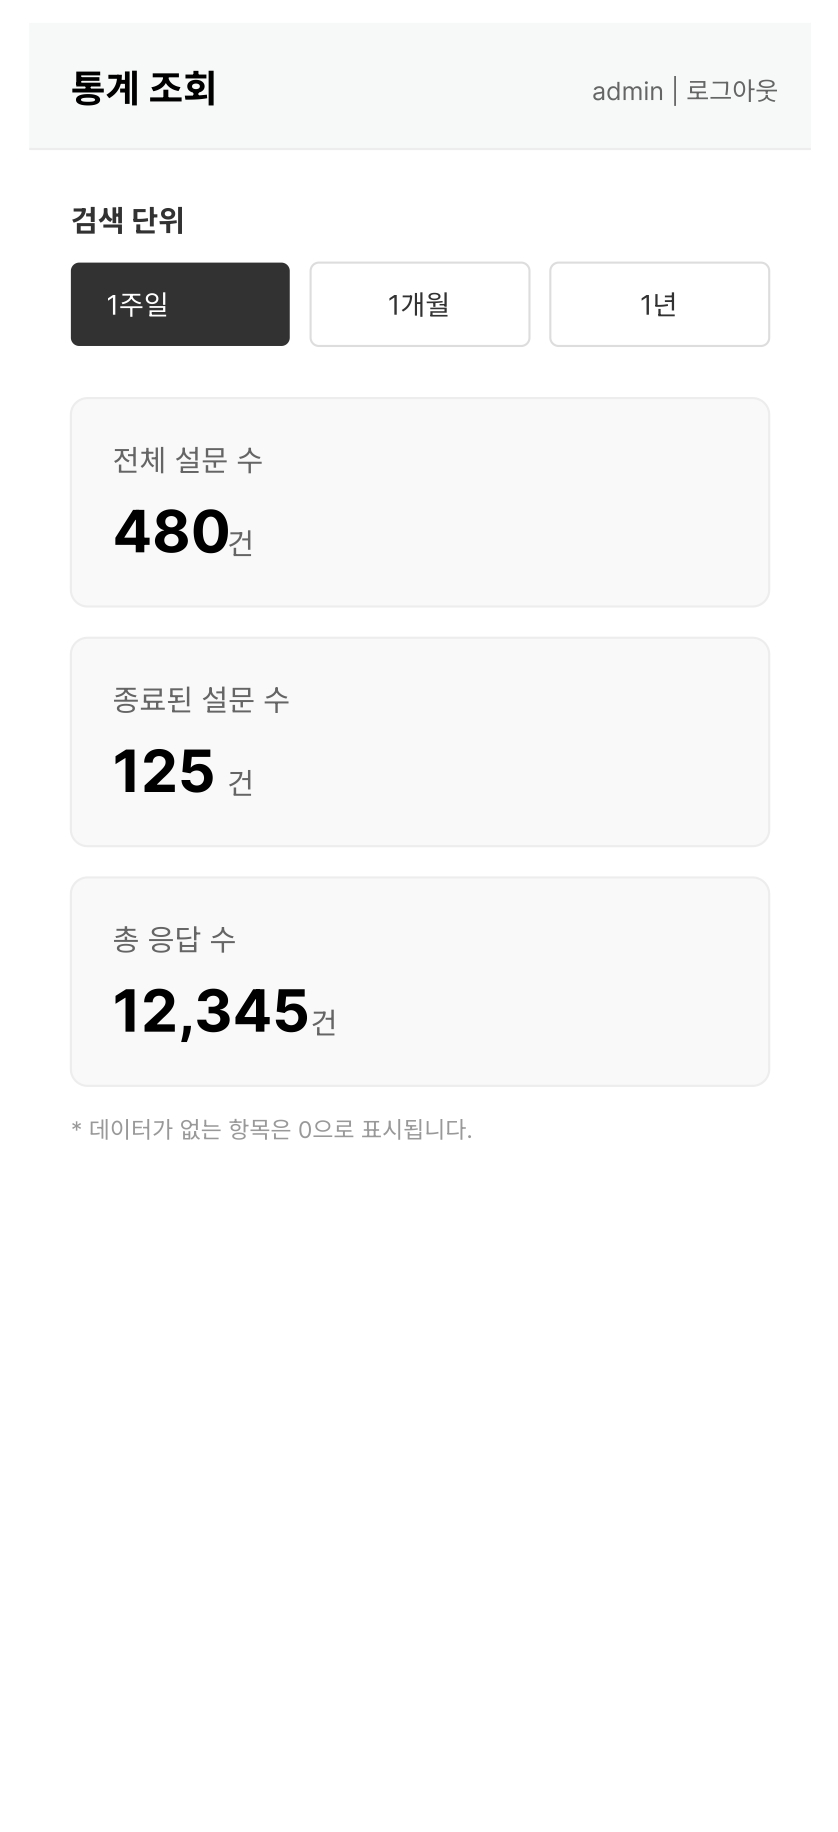 통계 조회
admin | 로그아웃
검색 단위
1주일
1개월
1년
전체 설문 수
480건
종료된 설문 수
125 건
총 응답 수
12,345건
* 데이터가 없는 항목은 0으로 표시됩니다.